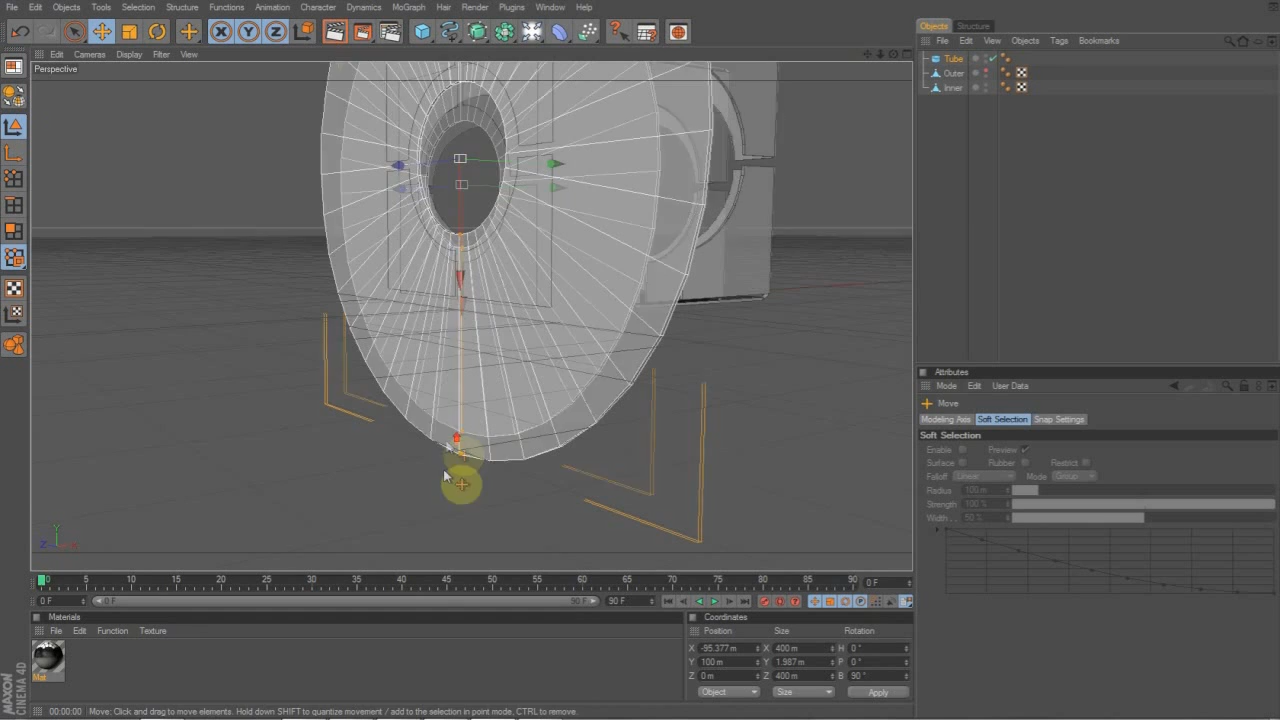 File Edit Objects Tools Selection Structure Functions Animation Character Dynamics MoGraph Hair Render Plugins Window Help
Objects Structure
File Edit View Objects Tags Bookmarks
Edit Cameras Display Filter View
Perspective
Tube
Outer
Inner
Attributes
Mode Edit User Data
Move
Modeling Axis Soft Selection Snap Settings
Soft Selection
Enable Preview
Surface Rubber Restrict
Falloff Linear Mode Group
Radius 100 m
Strength 100 %
Width . . 50 %
Y
Z X
0 5 10 15 20 25 30 35 40 45 50 55 60 65 70 75 80 85 90 0 F
0 F 0 F 90 F 90 F
Materials
File Edit Function Texture
Mat
Coordinates
Position Size Rotation
X -95.377 m X 400 m H 0 °
Y 100 m Y 1.987 m P 0 °
Z 0 m Z 400 m B 90 °
Object Size Apply
MAXON
CINEMA 4D
00:00:00 Move: Click and drag to move elements. Hold down SHIFT to quantize movement / add to the selection in point mode, CTRL to remove.